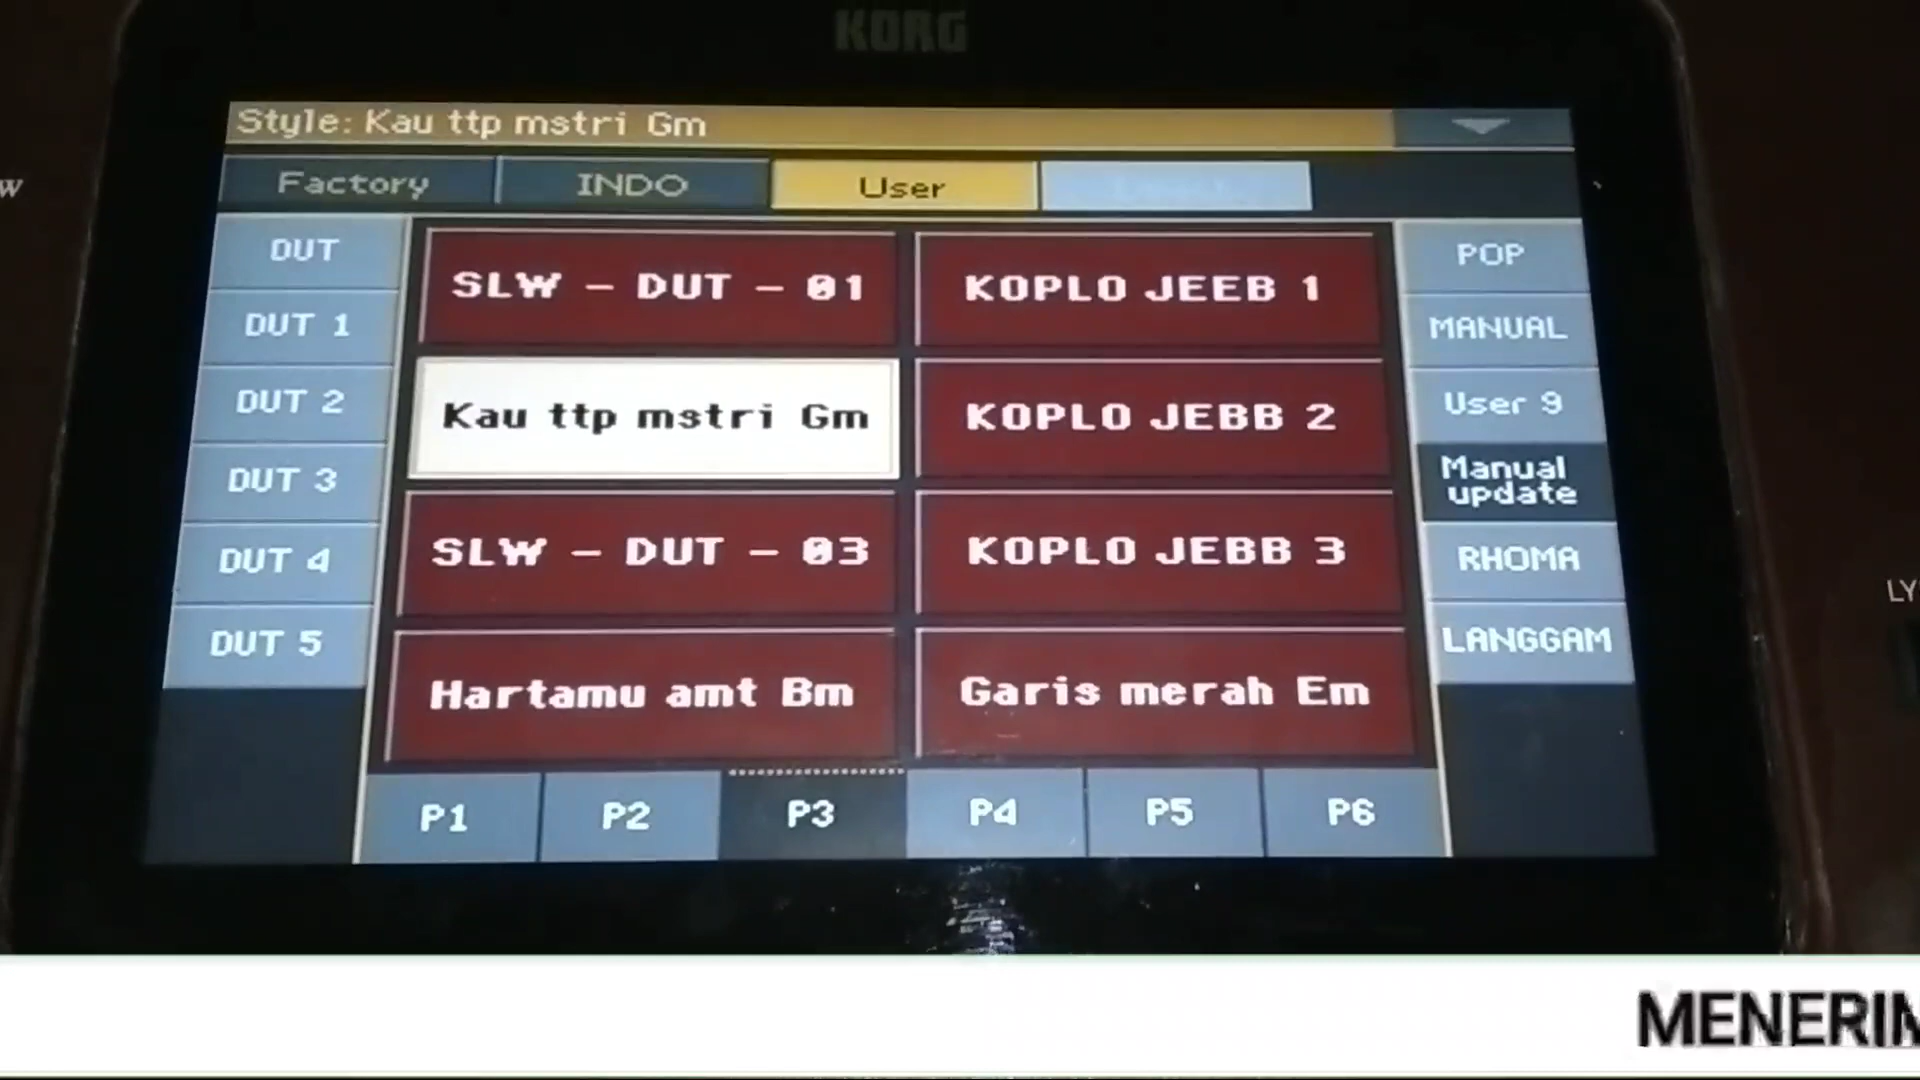 KORG
Style: Kau ttp mstri Gm
Factory INDO User
DUT
DUT 1
DUT 2
DUT 3
DUT 4
DUT 5
SLW - DUT - 01
KOPLO JEEB 1
Kau ttp mstri Gm
KOPLO JEBB 2
SLW - DUT - 03
KOPLO JEBB 3
Hartamu amt Bm
Garis merah Em
POP
MANUAL
User 9
Manual
update
RHOMA
LANGGAM
P1 P2 P3 P4 P5 P6
W
LY
MENERIM